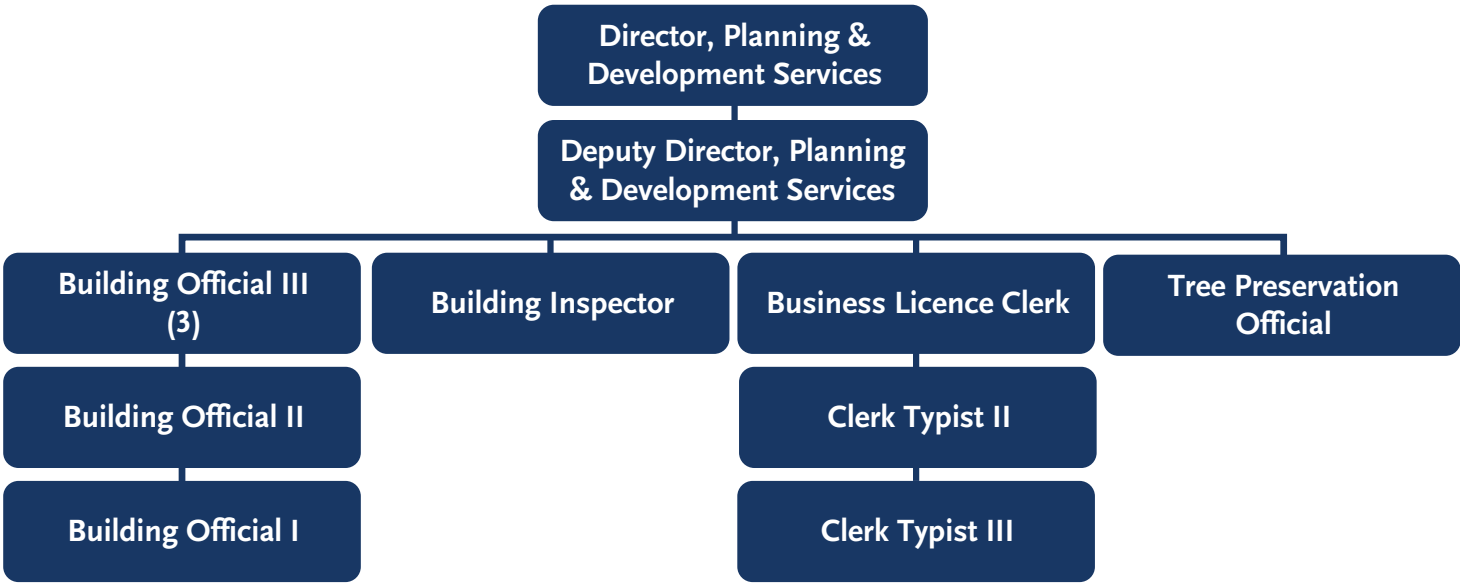 Director, Planning &
Development Services
Deputy Director, Planning
& Development Services
Building Official III
(3)
Building Inspector
Business Licence Clerk
Tree Preservation
Official
Building Official II
Clerk Typist II
Building Official I
Clerk Typist III